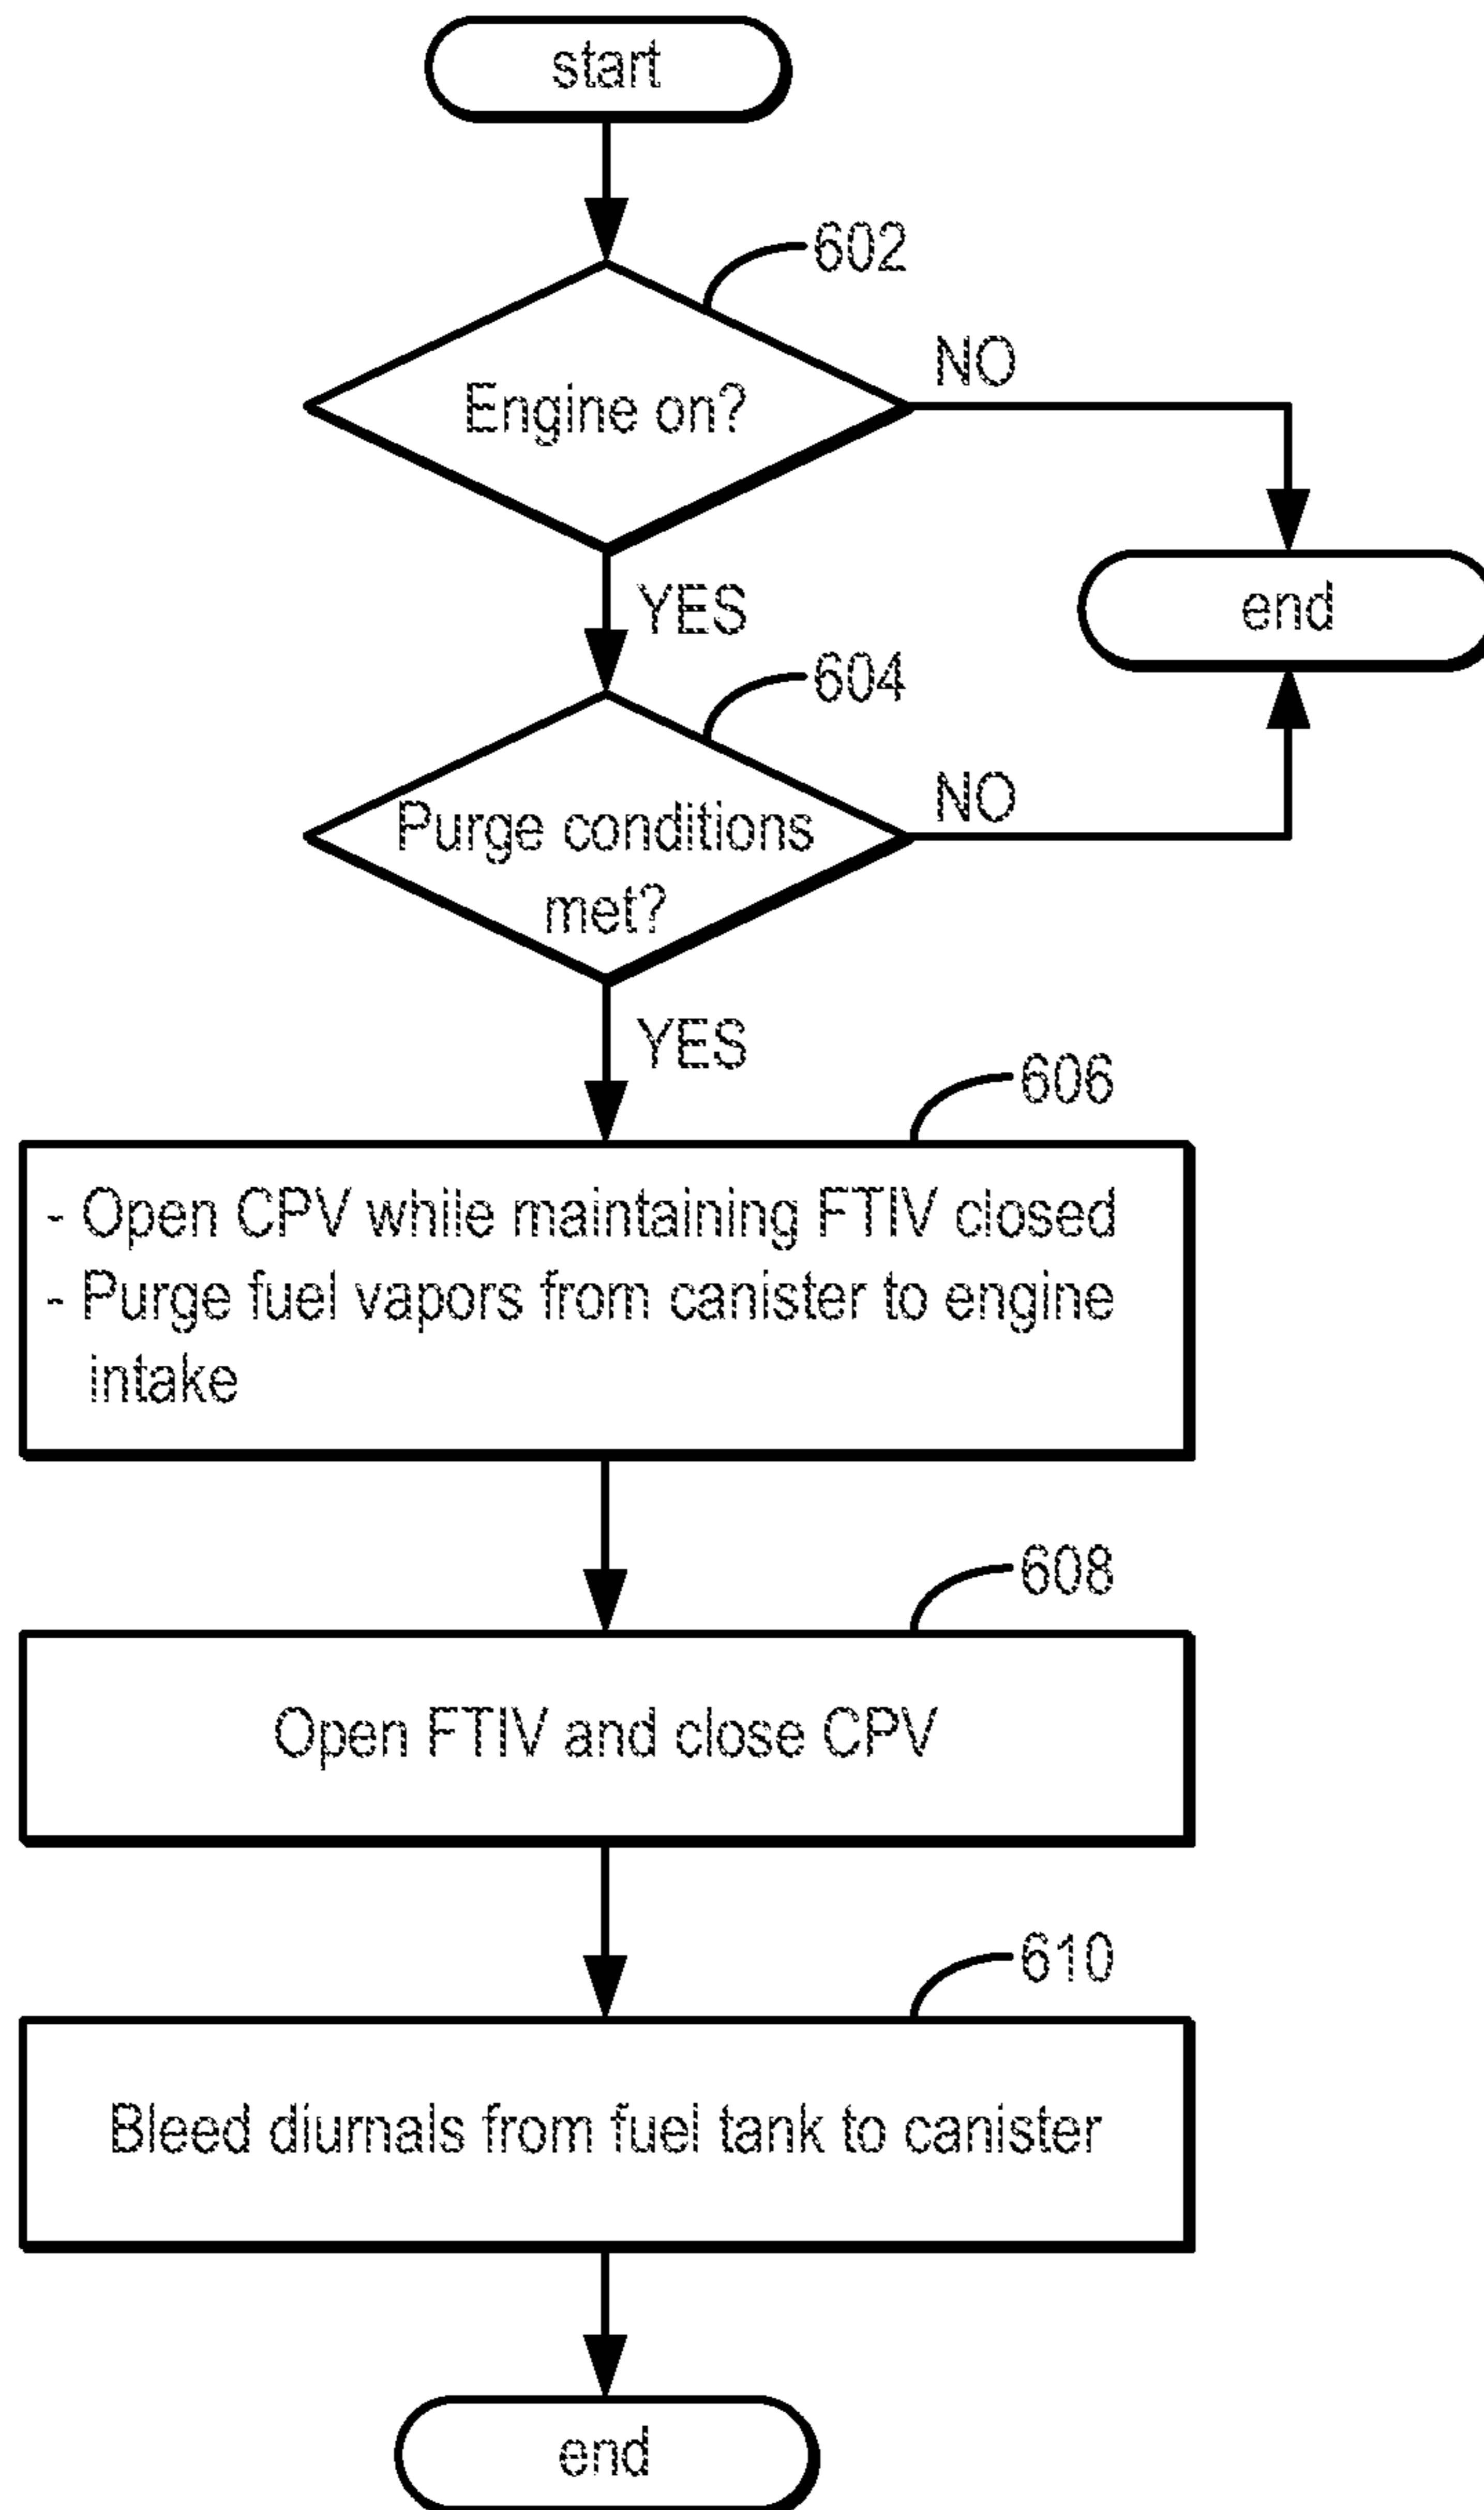 start
602
Engine on?
NO
YES
end
604
Purge conditions
met?
NO
YES
606
- Open CPV while maintaining FTIV closed
- Purge fuel vapors from canister to engine
intake
608
Open FTIV and close CPV
610
Bleed diurnals from fuel tank to canister
end